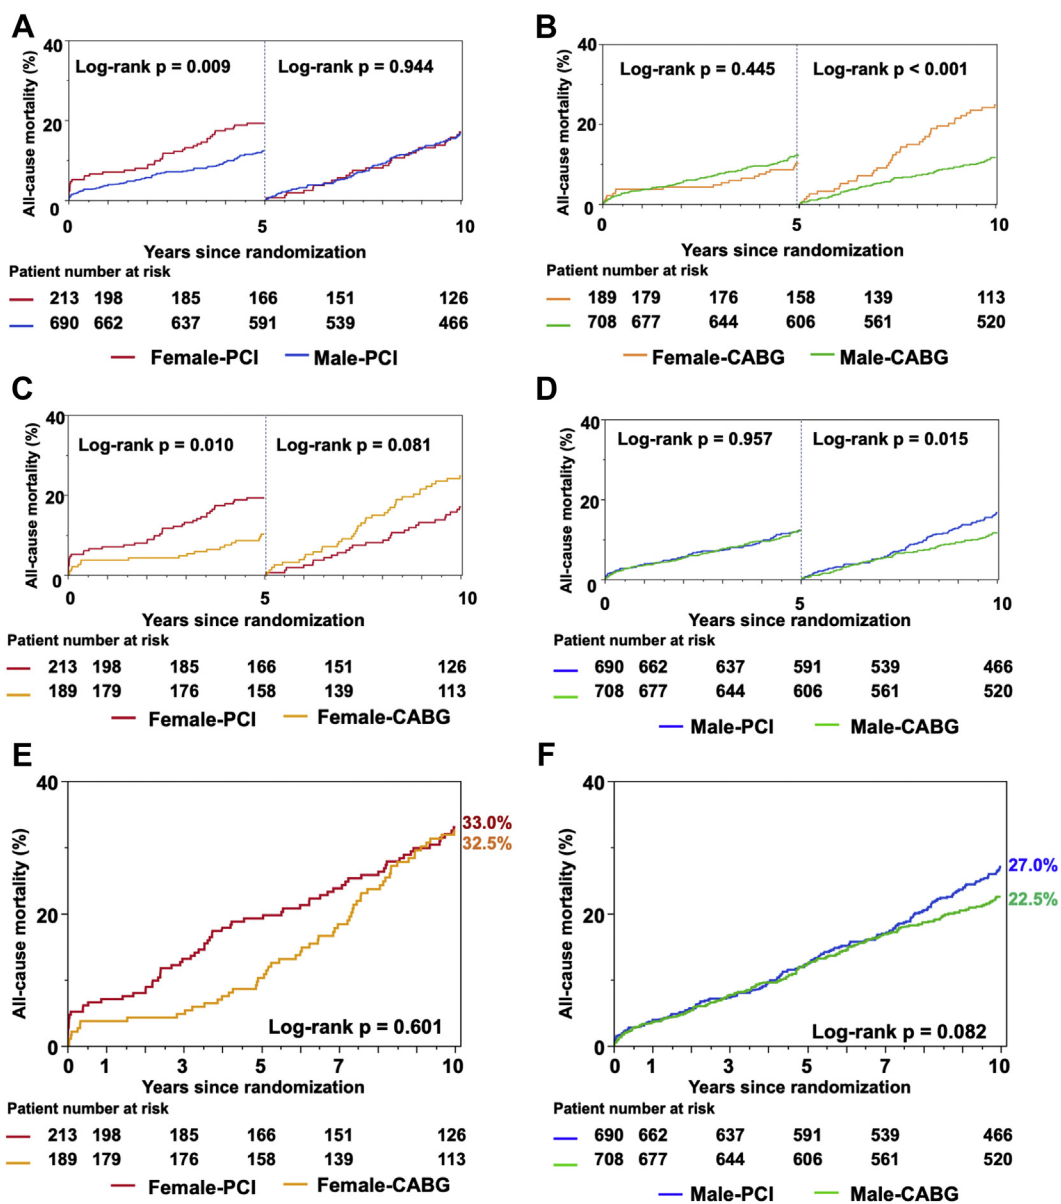 A
All-cause mortality (%)
40
20
0
Log-rank p = 0.009
Log-rank p = 0.944
0
5
10
Years since randomization
Patient number at risk
213 198 185 166 151 126
690 662 637 591 539 466
Female-PCI Male-PCI
B
All-cause mortality (%)
40
20
0
Log-rank p = 0.445
Log-rank p < 0.001
0
5
10
Years since randomization
Patient number at risk
189 179 176 158 139 113
708 677 644 606 561 520
Female-CABG Male-CABG
C
All-cause mortality (%)
40
20
0
Log-rank p = 0.010
Log-rank p = 0.081
0
5
10
Years since randomization
Patient number at risk
213 198 185 166 151 126
189 179 176 158 139 113
Female-PCI Female-CABG
D
All-cause mortality (%)
40
20
0
Log-rank p = 0.957
Log-rank p = 0.015
0
5
10
Years since randomization
Patient number at risk
690 662 637 591 539 466
708 677 644 606 561 520
Male-PCI Male-CABG
E
All-cause mortality (%)
40
20
0
33.0%
32.5%
Log-rank p = 0.601
0 1 3 5 7 10
Years since randomization
Patient number at risk
213 198 185 166 151 126
189 179 176 158 139 113
Female-PCI Female-CABG
F
All-cause mortality (%)
40
20
0
27.0%
22.5%
Log-rank p = 0.082
0 1 3 5 7 10
Years since randomization
Patient number at risk
690 662 637 591 539 466
708 677 644 606 561 520
Male-PCI Male-CABG